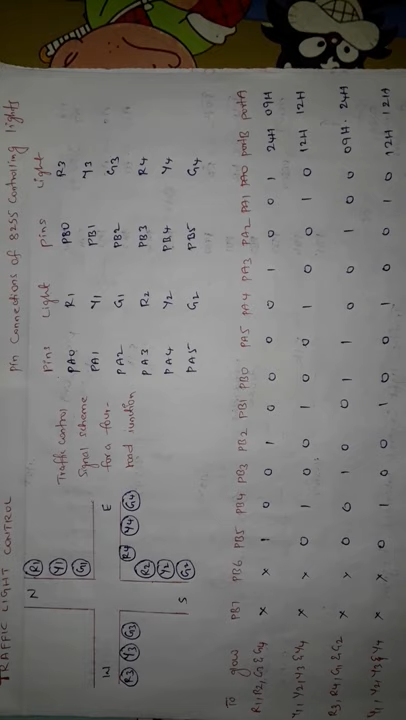 TRAFFIC LIGHT CONTROL
Pin Connections of 8255 Controlling lights
N
R1
Y1
G1
W
E
R3 Y3 G3
R4 Y4 G4
R2
Y2
G2
S
Traffic Control
Signal scheme
for a four-
road junction
Pins Light Pins Light
PA0 R1 PB0 R3
PA1 Y1 PB1 Y3
PA2 G1 PB2 G3
PA3 R2 PB3 R4
PA4 Y2 PB4 Y4
PA5 G2 PB5 G4
To glow PB7 PB6 PB5 PB4 PB3 PB2 PB1 PB0 PA5 PA4 PA3 PA2 PA1 PA0 portB portA
R1,R2,G3&G4 x x 1 0 0 1 0 0 0 0 1 0 0 1 24H 09H
Y1,Y2,Y3&Y4 x x 0 1 0 0 1 0 0 1 0 0 1 0 12H 12H
R3,R4,G1&G2 x x 0 0 1 0 0 1 1 0 0 1 0 0 09H. 24H
Y1,Y2,Y3&Y4 x x 0 1 0 0 1 0 0 1 0 0 1 0 12H 12H